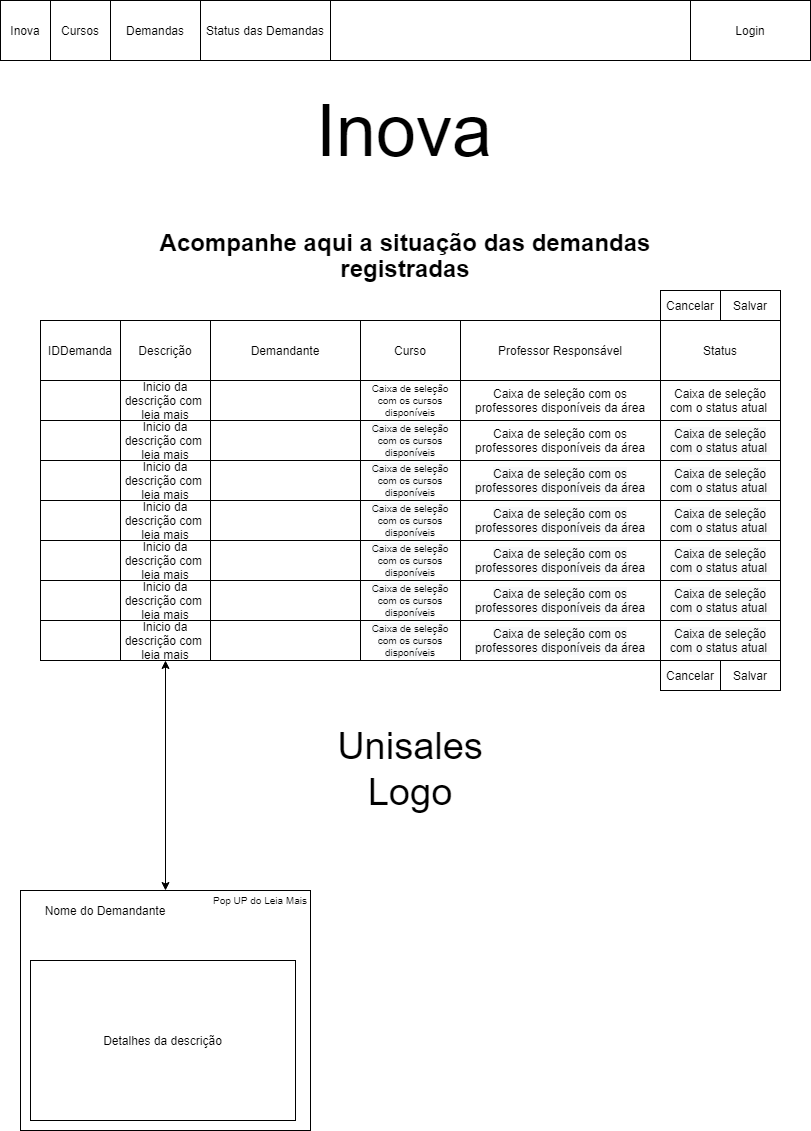 Inova Cursos Demandas Status das Demandas Login
Inova
Acompanhe aqui a situação das demandas
registradas
Cancelar Salvar
IDDemanda Descrição Demandante Curso Professor Responsável Status
Inicio da
descrição com
leia mais
Caixa de seleção
com os cursos
disponíveis
Caixa de seleção com os
professores disponíveis da área
Caixa de seleção
com o status atual
Inicio da
descrição com
leia mais
Caixa de seleção
com os cursos
disponíveis
Caixa de seleção com os
professores disponíveis da área
Caixa de seleção
com o status atual
Inicio da
descrição com
leia mais
Caixa de seleção
com os cursos
disponíveis
Caixa de seleção com os
professores disponíveis da área
Caixa de seleção
com o status atual
Inicio da
descrição com
leia mais
Caixa de seleção
com os cursos
disponíveis
Caixa de seleção com os
professores disponíveis da área
Caixa de seleção
com o status atual
Inicio da
descrição com
leia mais
Caixa de seleção
com os cursos
disponíveis
Caixa de seleção com os
professores disponíveis da área
Caixa de seleção
com o status atual
Inicio da
descrição com
leia mais
Caixa de seleção
com os cursos
disponíveis
Caixa de seleção com os
professores disponíveis da área
Caixa de seleção
com o status atual
Inicio da
descrição com
leia mais
Caixa de seleção
com os cursos
disponíveis
Caixa de seleção com os
professores disponíveis da área
Caixa de seleção
com o status atual
Cancelar Salvar
Unisales
Logo
Pop UP do Leia Mais
Nome do Demandante
Detalhes da descrição